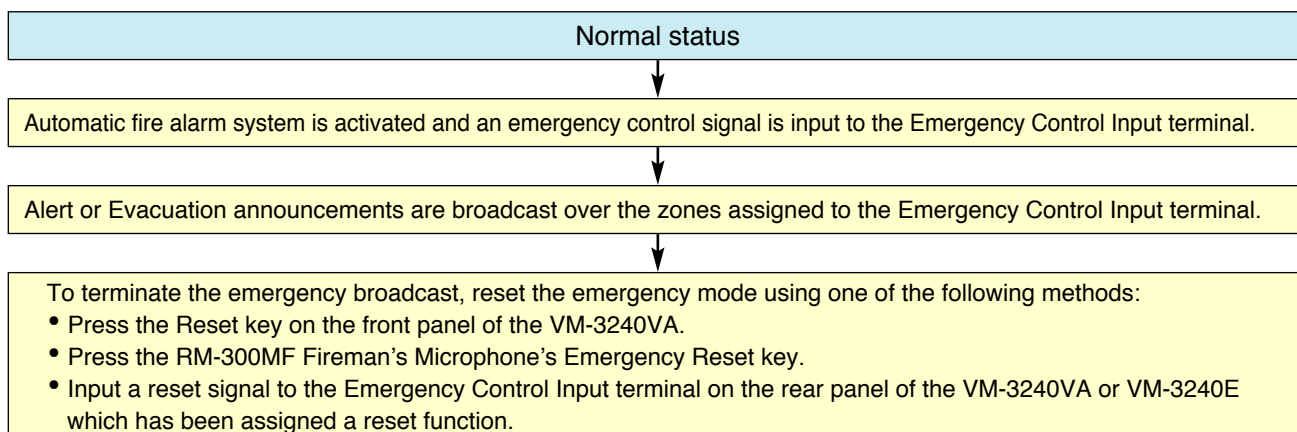 Normal status
Automatic fire alarm system is activated and an emergency control signal is input to the Emergency Control Input terminal.
Alert or Evacuation announcements are broadcast over the zones assigned to the Emergency Control Input terminal.
To terminate the emergency broadcast, reset the emergency mode using one of the following methods:
• Press the Reset key on the front panel of the VM-3240VA.
• Press the RM-300MF Fireman's Microphone's Emergency Reset key.
• Input a reset signal to the Emergency Control Input terminal on the rear panel of the VM-3240VA or VM-3240E
which has been assigned a reset function.